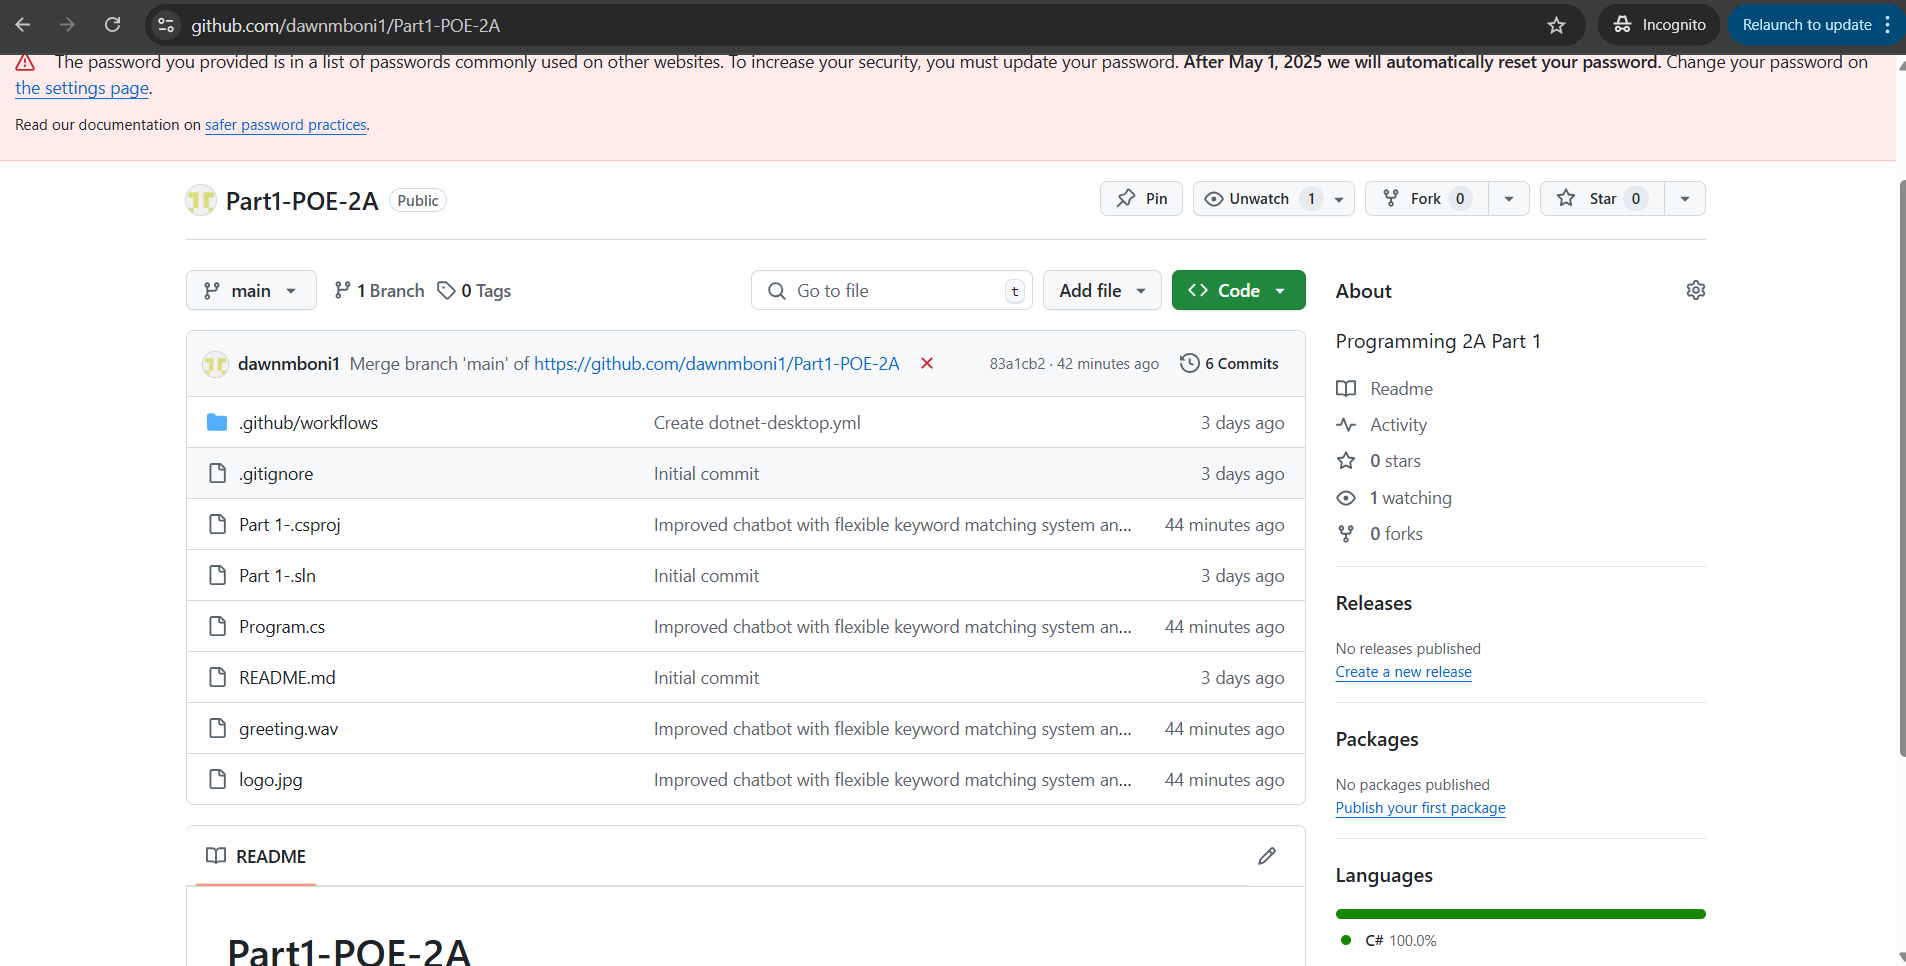 github.com/dawnmboni1/Part1-POE-2A
Incognito
Relaunch to update
The password you provided is in a list of passwords commonly used on other websites. To increase your security, you must update your password. After May 1, 2025 we will automatically reset your password. Change your password on
the settings page.
Read our documentation on safer password practices.
Part1-POE-2A Public
Pin
Unwatch 1
Fork 0
Star 0
main
1 Branch
0 Tags
Go to file t
Add file
Code
dawnmboni1 Merge branch 'main' of https://github.com/dawnmboni1/Part1-POE-2A
83a1cb2 · 42 minutes ago
6 Commits
.github/workflows Create dotnet-desktop.yml 3 days ago
.gitignore Initial commit 3 days ago
Part 1-.csproj Improved chatbot with flexible keyword matching system an... 44 minutes ago
Part 1-.sln Initial commit 3 days ago
Program.cs Improved chatbot with flexible keyword matching system an... 44 minutes ago
README.md Initial commit 3 days ago
greeting.wav Improved chatbot with flexible keyword matching system an... 44 minutes ago
logo.jpg Improved chatbot with flexible keyword matching system an... 44 minutes ago
README
Part1-POE-2A
About
Programming 2A Part 1
Readme
Activity
0 stars
1 watching
0 forks
Releases
No releases published
Create a new release
Packages
No packages published
Publish your first package
Languages
C# 100.0%